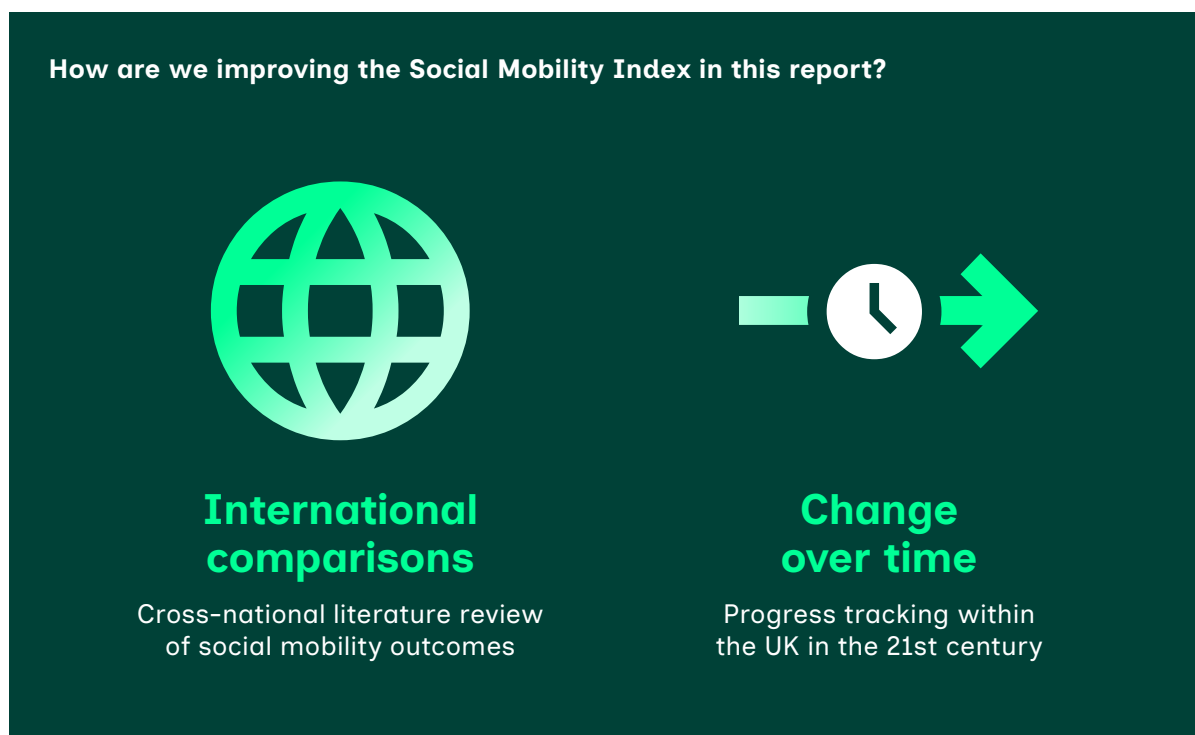 How are we improving the Social Mobility Index in this report?
International
comparisons
Cross-national literature review
of social mobility outcomes
Change
over time
Progress tracking within
the UK in the 21st century